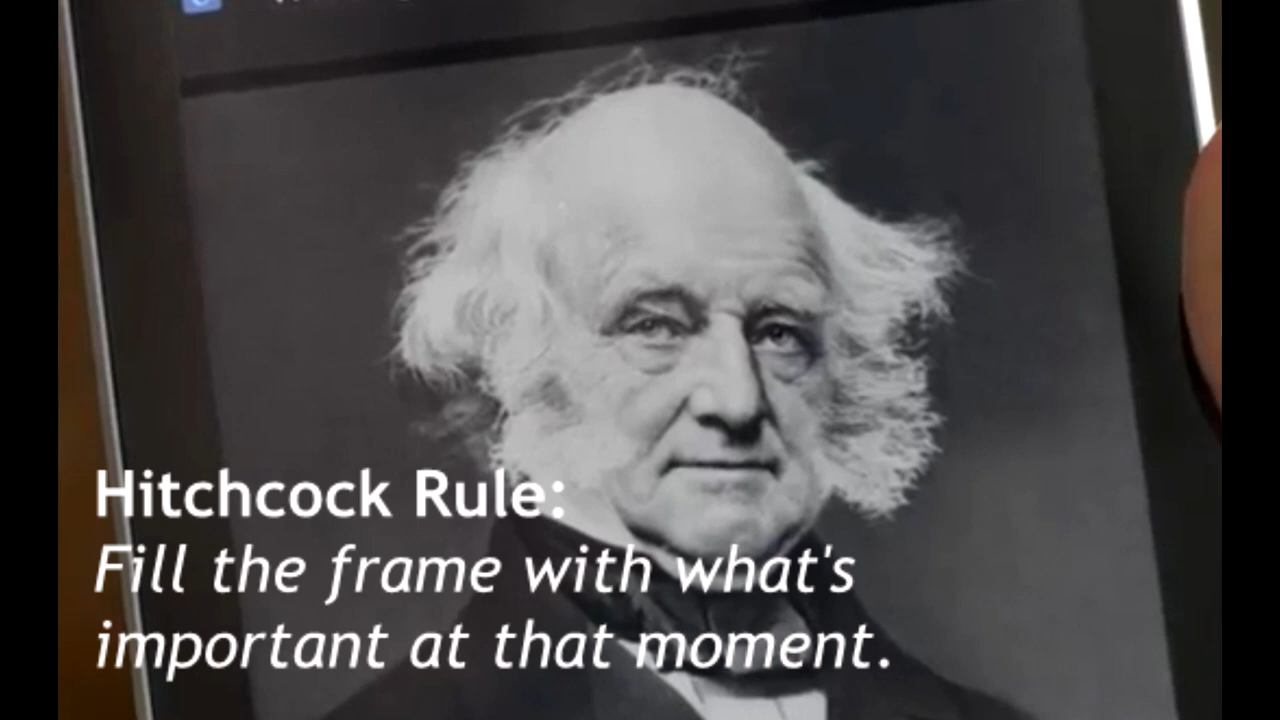 Hitchcock Rule:
Fill the frame with what's
important at that moment.